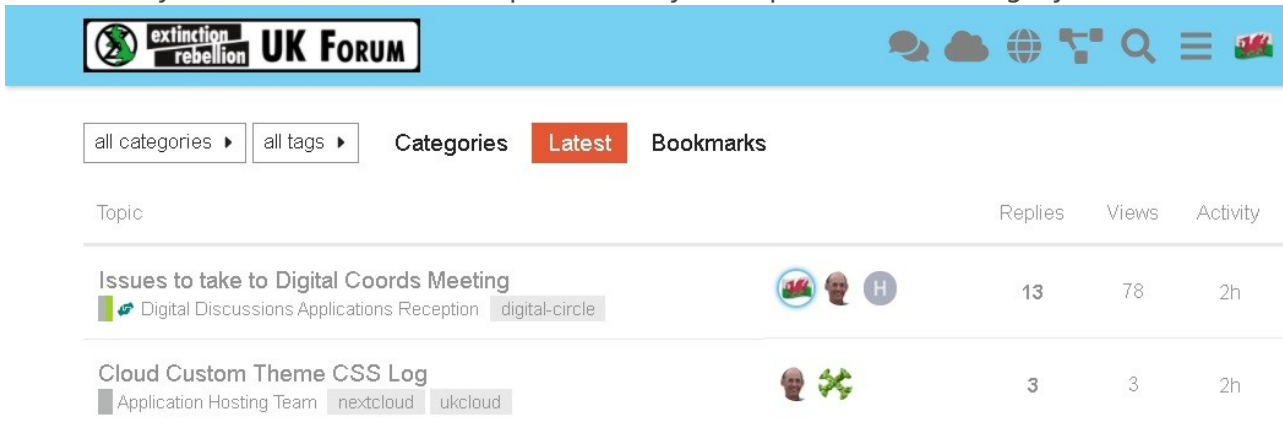 extinction
rebellion UK FORUM
all categories all tags Categories Latest Bookmarks
Topic Replies Views Activity
Issues to take to Digital Coords Meeting
H 13 78 2h
Digital Discussions Applications Reception digital-circle
Cloud Custom Theme CSS Log
3 3 2h
Application Hosting Team nextcloud ukcloud